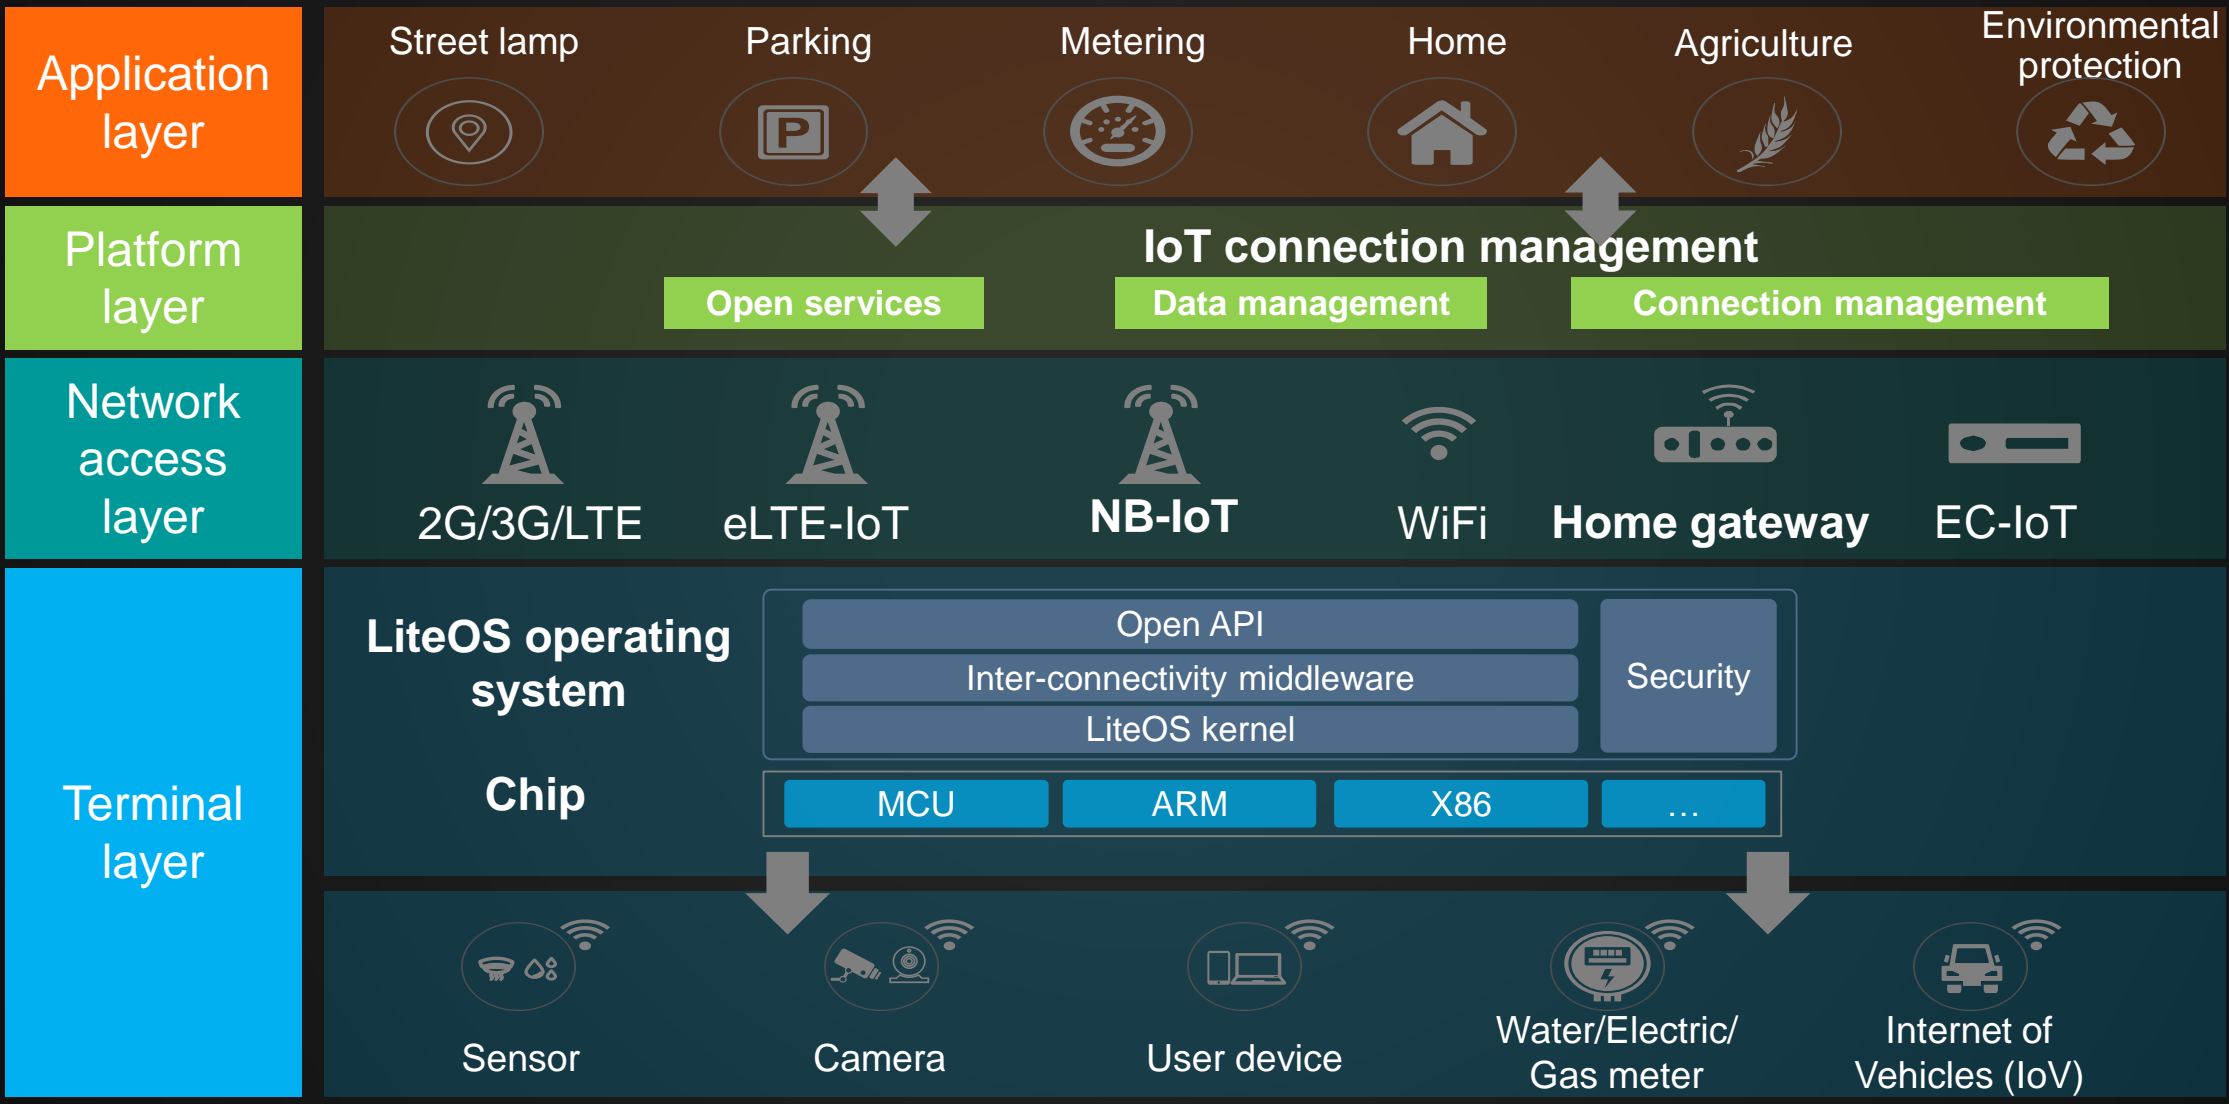 Application
layer
Street lamp
Parking
Metering
Home
Agriculture
Environmental
protection
P
Platform
layer
IoT connection management
Open services
Data management
Connection management
Network
access
layer
2G/3G/LTE
eLTE-IoT
NB-IoT
WiFi
Home gateway
EC-IoT
Terminal
layer
LiteOS operating
system
Open API
Inter-connectivity middleware
LiteOS kernel
Security
Chip
MCU
ARM
X86
…
Sensor
Camera
User device
Water/Electric/
Gas meter
Internet of
Vehicles (IoV)